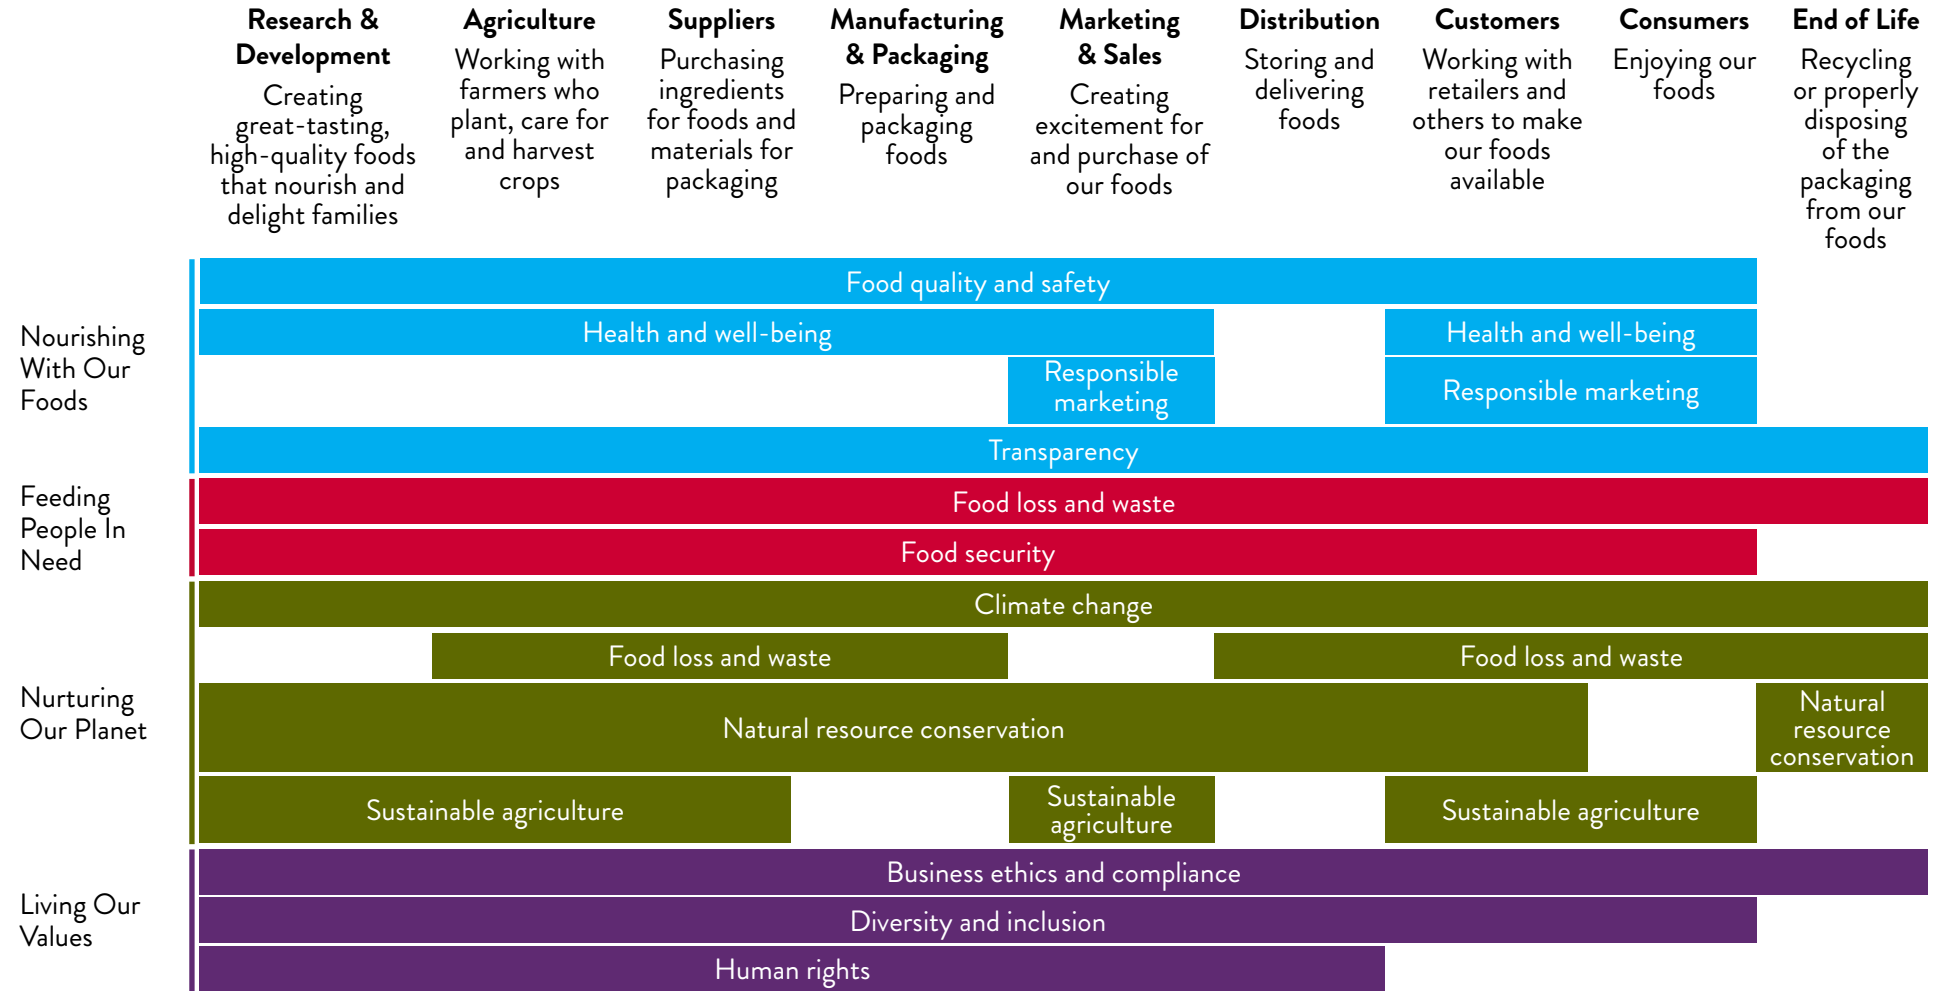 Research &
Development
Creating
great-tasting,
high-quality foods
that nourish and
delight families
Agriculture
Working with
farmers who
plant, care for
and harvest
crops
Suppliers
Purchasing
ingredients
for foods and
materials for
packaging
Manufacturing
& Packaging
Preparing and
packaging
foods
Marketing
& Sales
Creating
excitement for
and purchase of
our foods
Distribution
Storing and
delivering
foods
Customers
Working with
retailers and
others to make
our foods
available
Consumers
Enjoying our
foods
End of Life
Recycling
or properly
disposing
of the
packaging
from our
foods
Nourishing
With Our
Foods
Food quality and safety
Health and well-being
Health and well-being
Responsible
marketing
Responsible marketing
Transparency
Feeding
People In
Need
Food loss and waste
Food security
Nurturing
Our Planet
Climate change
Food loss and waste
Food loss and waste
Natural resource conservation
Natural
resource
conservation
Sustainable agriculture
Sustainable
agriculture
Sustainable agriculture
Living Our
Values
Business ethics and compliance
Diversity and inclusion
Human rights